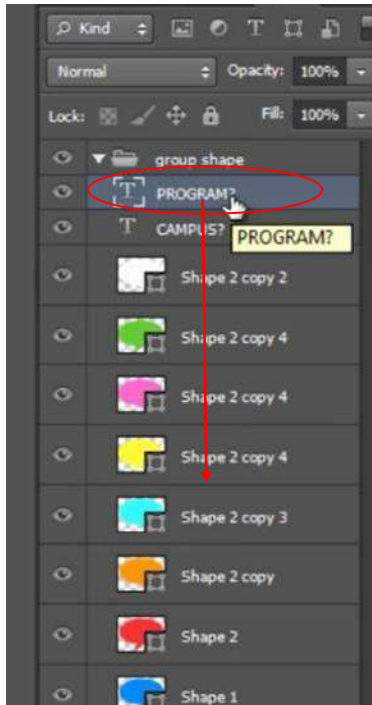 Kind T
Normal Opacity: 100%
Lock: Fill: 100%
group shape
T PROGRAM?
T CAMPUS?
PROGRAM?
Shape 2 copy 2
Shape 2 copy 4
Shape 2 copy 4
Shape 2 copy 4
Shape 2 copy 3
Shape 2 copy
Shape 2
Shape 1